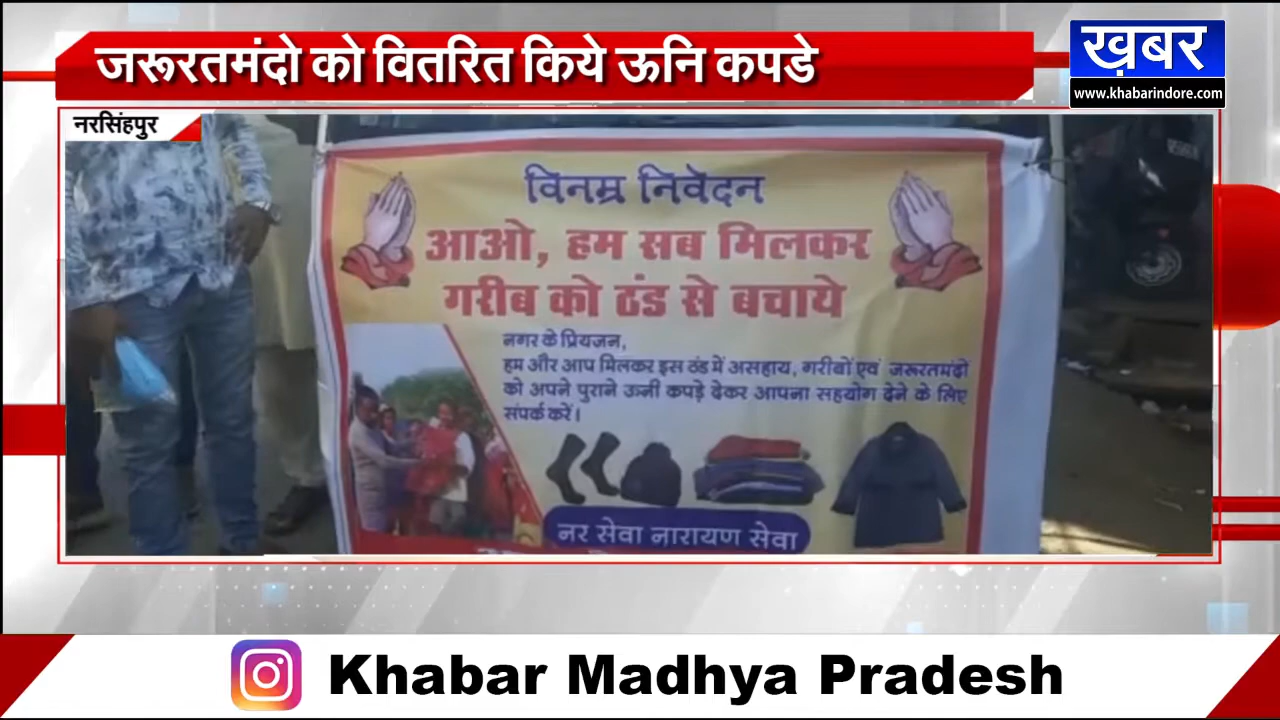 जरूरतमंदो को वितरित किये ऊनि कपडे
ख़बर
www.khabarindore.com
नरसिंहपुर
विनम्र निवेदन
आओ, हम सब मिलकर
गरीब को ठंड से बचाये
नगर के प्रियजन,
हम और आप मिलकर इस ठंड में असहाय, गरीबों एवं जरूरतमंदों
को अपने पुराने ऊनी कपड़े देकर आपना सहयोग देने के लिए
संपर्क करें।
नर सेवा नारायण सेवा
Khabar Madhya Pradesh